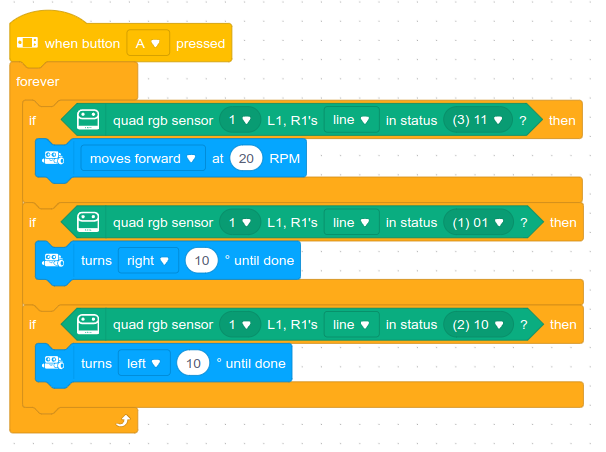 when button A pressed
forever
if quad rgb sensor 1 L1, R1's line in status (3) 11 ? then
moves forward at 20 RPM
if quad rgb sensor 1 L1, R1's line in status (1) 01 ? then
turns right 10 ° until done
if quad rgb sensor 1 L1, R1's line in status (2) 10 ? then
turns left 10 ° until done